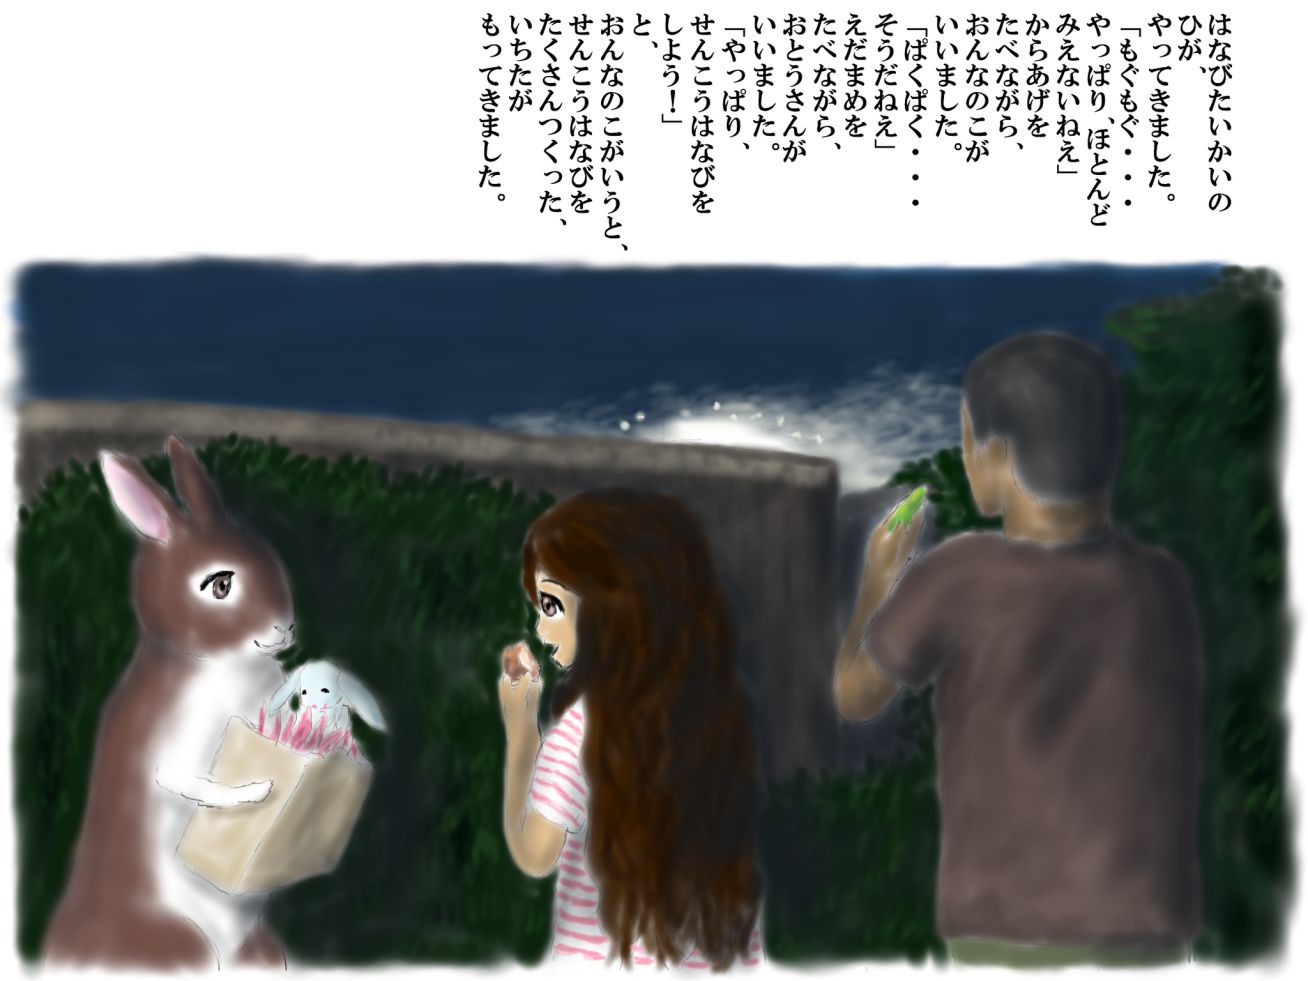 はなびたいかいの
ひが、
やってきました。
「もぐもぐ・・・
やっぱり、ほとんど
みえないねえ」
からあげを
たべながら、
おんなのこが
いいました。
「ぱくぱく・・・
そうだねえ」
えだまめを
たべながら、
おとうさんが
いいました。
「やっぱり、
せんこうはなびを
しよう！」
と、
おんなのこがいうと、
せんこうはなびを
たくさんつくった、
いちたが
もってきました。